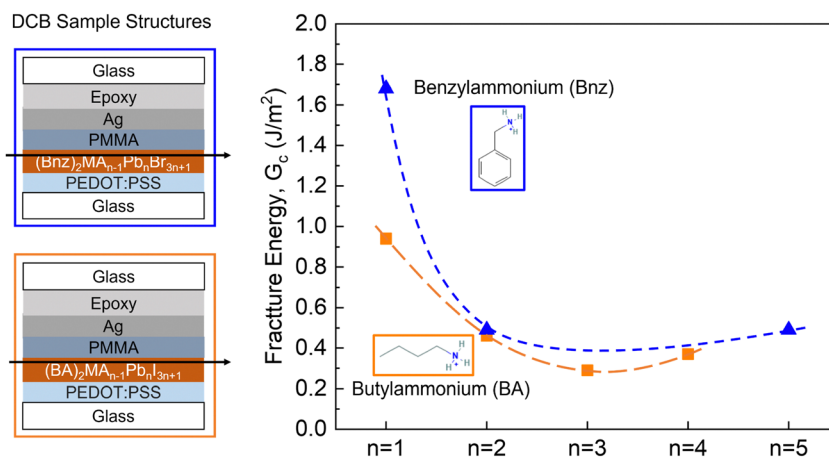 DCB Sample Structures
Glass
Epoxy
Ag
PMMA
(Bnz)₂MAₙ₋₁PbₙBr₃ₙ₊₁
PEDOT:PSS
Glass
Glass
Epoxy
Ag
PMMA
(BA)₂MAₙ₋₁PbₙI₃ₙ₊₁
PEDOT:PSS
Glass
Fractture Energy, G_c (J/m²)
2.0
1.8
1.6
1.4
1.2
1.0
0.8
0.6
0.4
0.2
0.0
Benzylammonium (Bnz)
H
H
N
+
H
H
N
+
H
H
Butylammonium (BA)
n=1
n=2
n=3
n=4
n=5